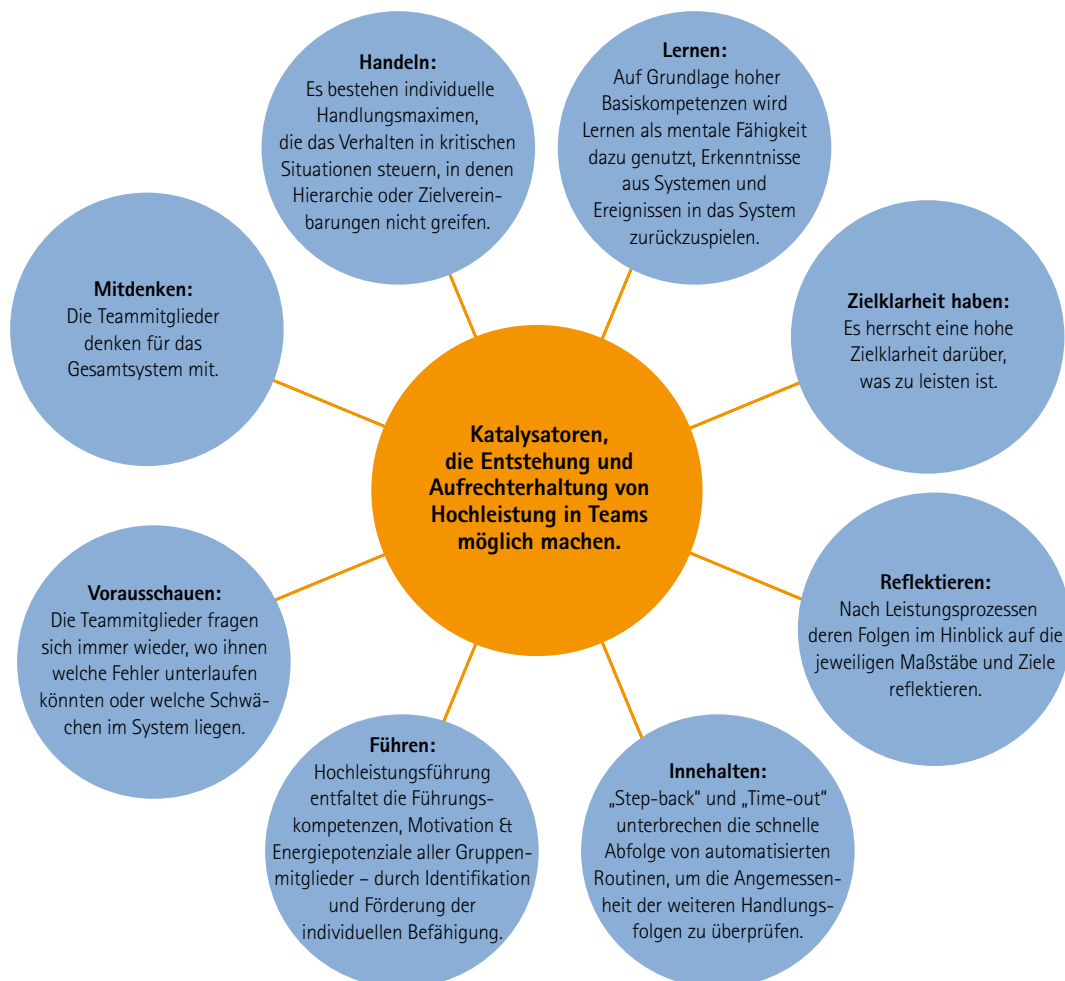 Handeln:
Es bestehen individuelle
Handlungsmaximen,
die das Verhalten in kritischen
Situationen steuern, in denen
Hierarchie oder Zielverein-
barungen nicht greifen.
Lernen:
Auf Grundlage hoher
Basiskompetenzen wird
Lernen als mentale Fähigkeit
dazu genutzt, Erkenntnisse
aus Systemen und
Ereignissen in das System
zurückzuspielen.
Mitdenken:
Die Teammitglieder
denken für das
Gesamtsystem mit.
Zielklarheit haben:
Es herrscht eine hohe
Zielklarheit darüber,
was zu leisten ist.
Katalysatoren,
die Entstehung und
Aufrechterhaltung von
Hochleistung in Teams
möglich machen.
Vorausschauen:
Die Teammitglieder fragen
sich immer wieder, wo ihnen
welche Fehler unterlaufen
könnten oder welche Schwä-
chen im System liegen.
Reflektieren:
Nach Leistungsprozessen
deren Folgen im Hinblick auf die
jeweiligen Maßstäbe und Ziele
reflektieren.
Führen:
Hochleistungsführung
entfaltet die Führungs-
kompetenzen, Motivation &
Energiepotenziale aller Gruppen-
mitglieder – durch Identifikation
und Förderung der
individuellen Befähigung.
Innehalten:
„Step-back“ und „Time-out“
unterbrechen die schnelle
Abfolge von automatisierten
Routinen, um die Angemessen-
heit der weiteren Handlungs-
folgen zu überprüfen.